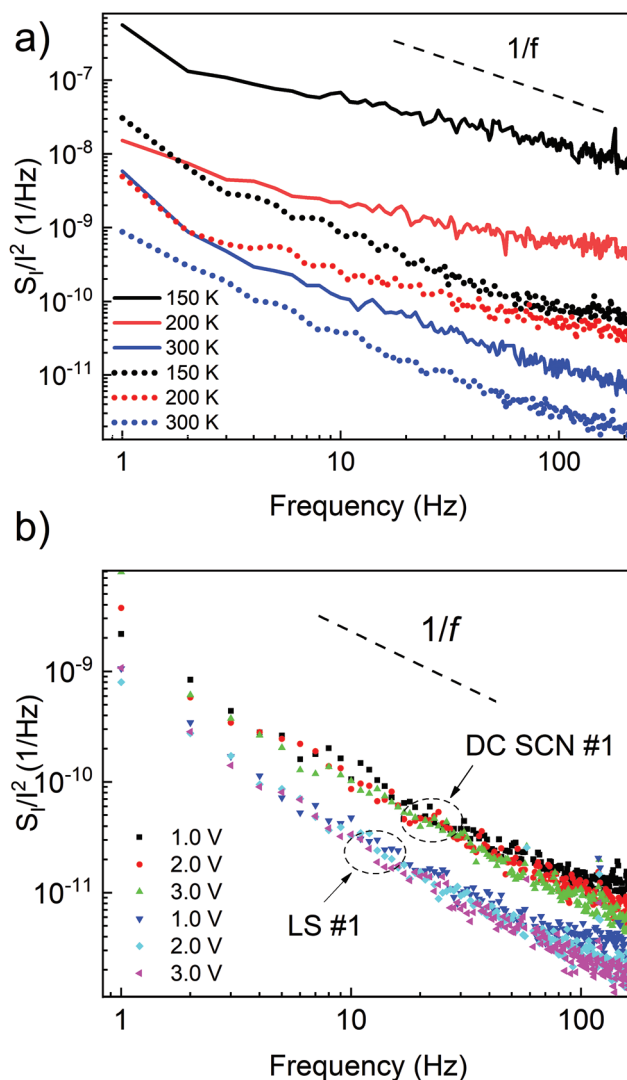 a)
1/f
S_I/I² (1/Hz)
10⁻⁷
10⁻⁸
10⁻⁹
10⁻¹⁰
10⁻¹¹
150 K
200 K
300 K
150 K
200 K
300 K
1
10
100
Frequency (Hz)
b)
1/f
S_I/I² (1/Hz)
10⁻⁹
10⁻¹⁰
10⁻¹¹
DC SCN #1
LS #1
1.0 V
2.0 V
3.0 V
1.0 V
2.0 V
3.0 V
1
10
100
Frequency (Hz)